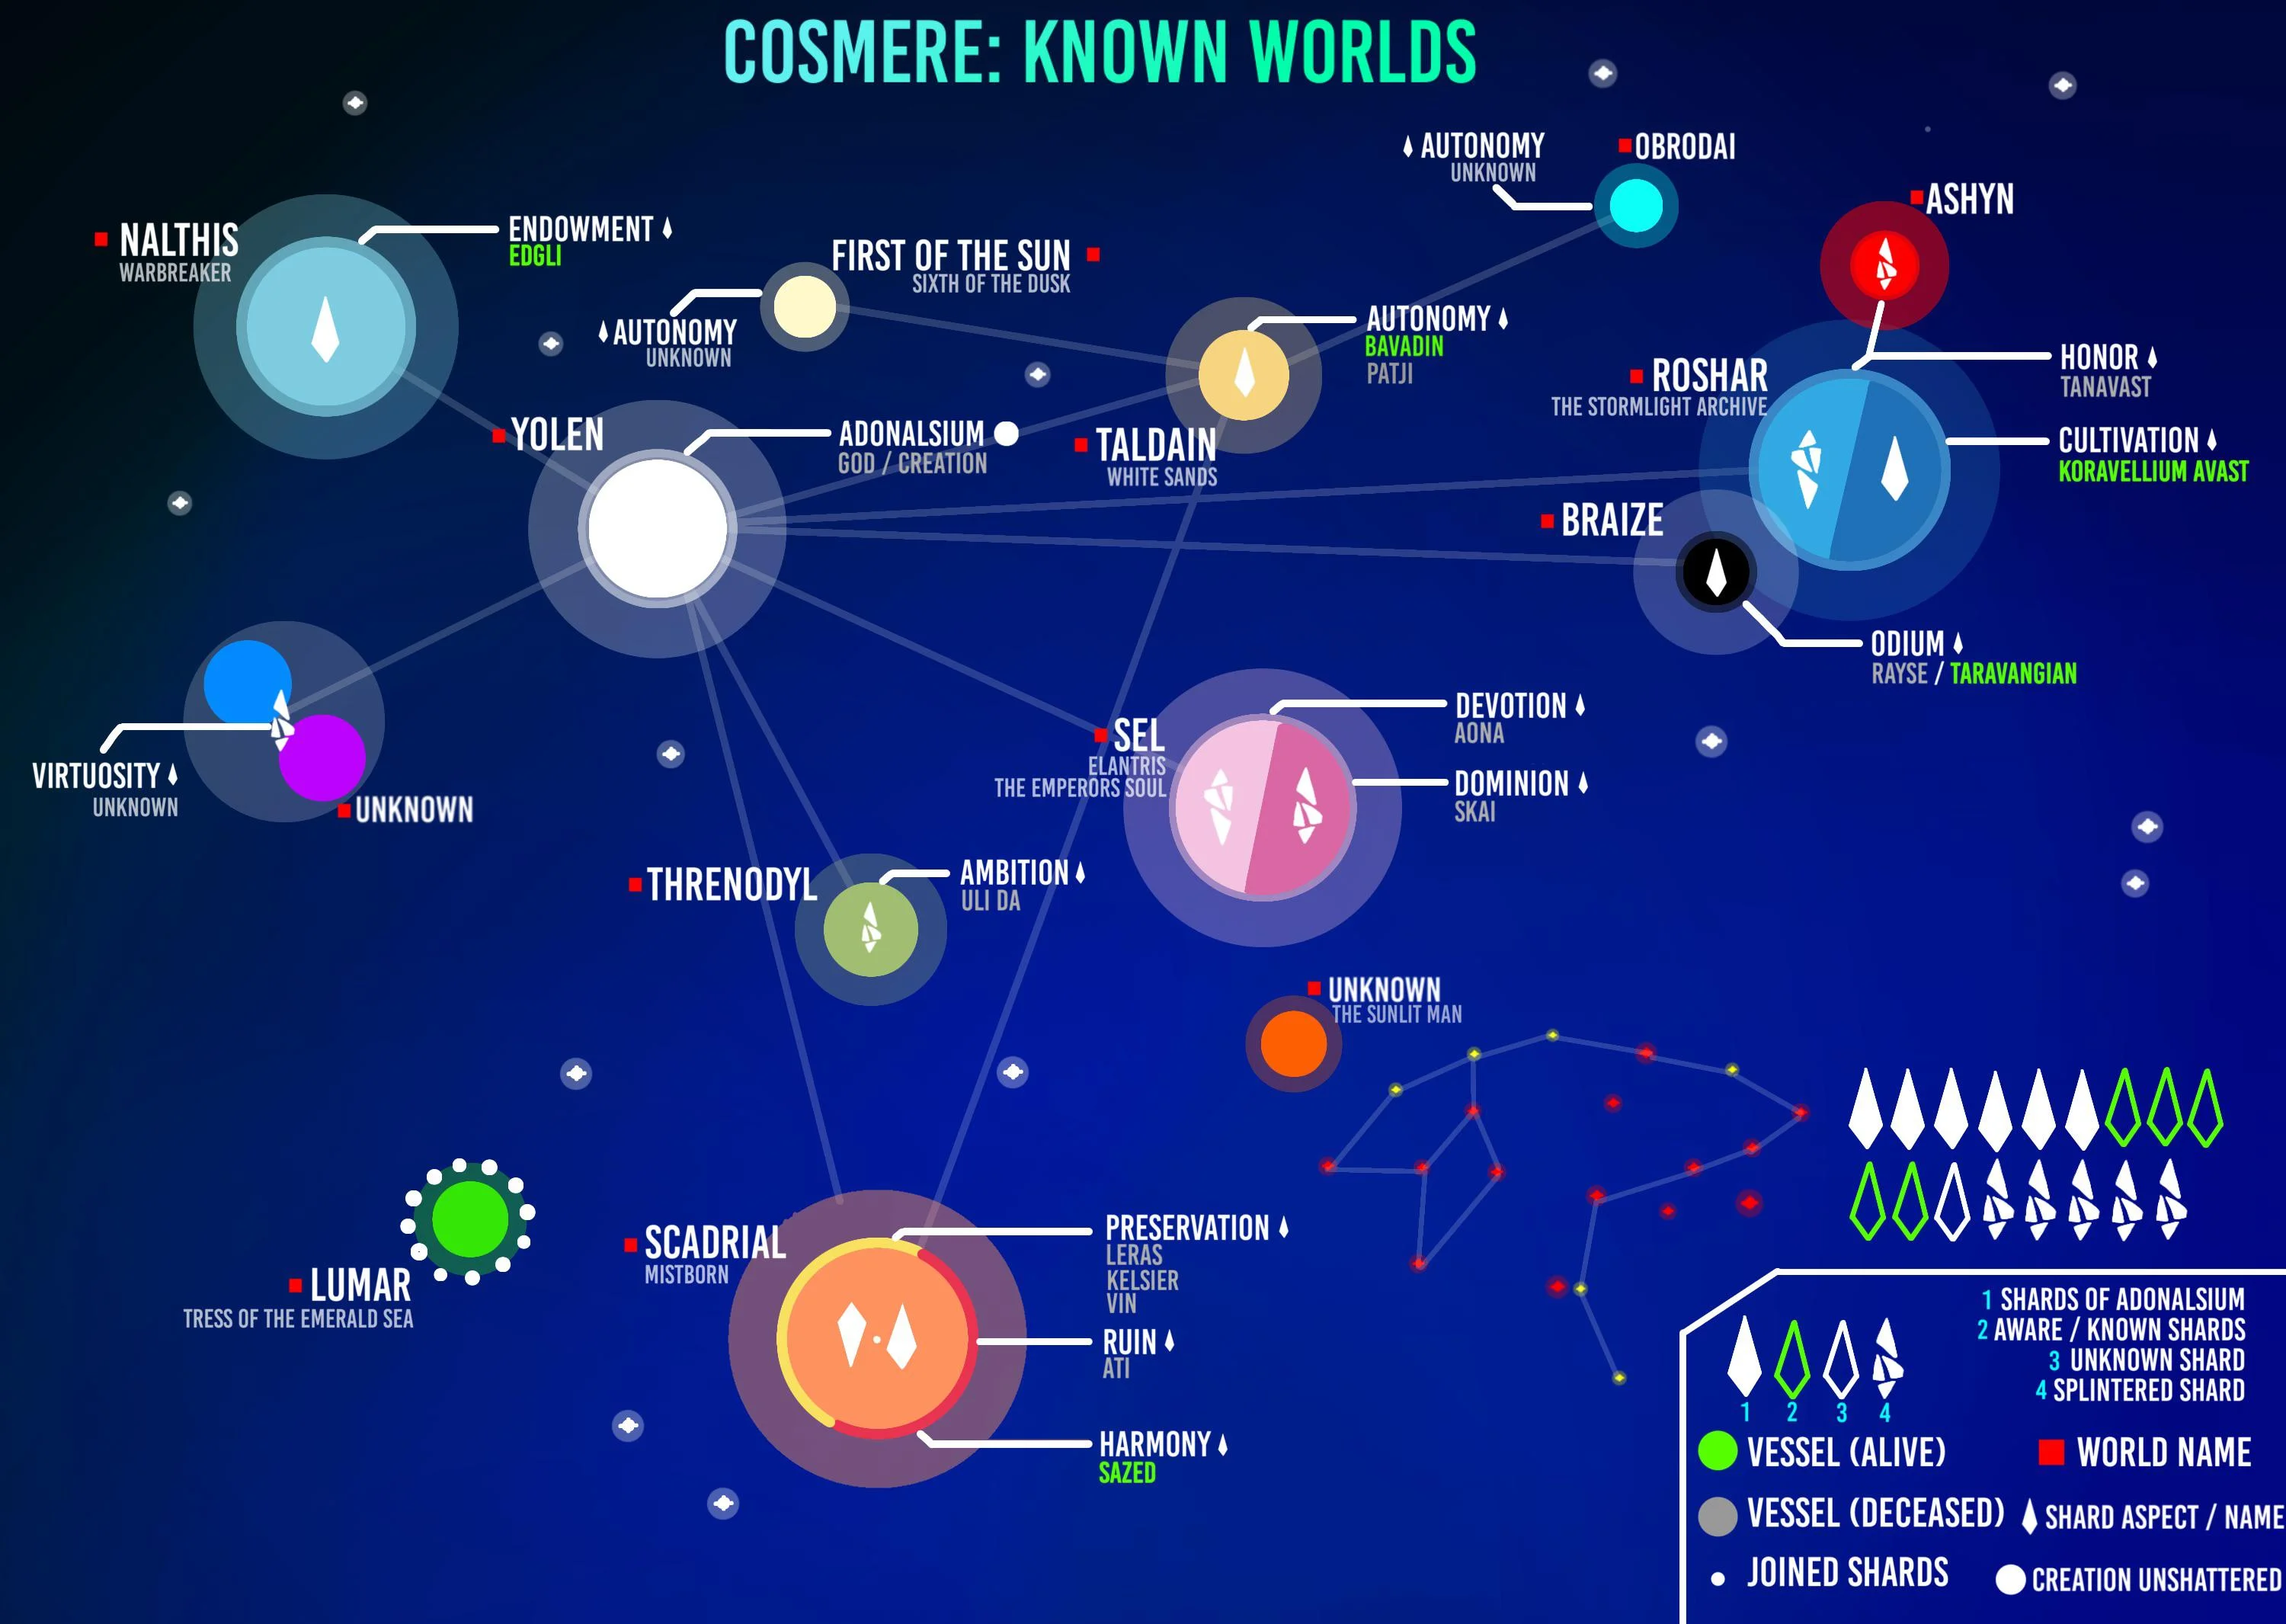 COSMERE: KNOWN WORLDS
AUTONOMY
UNKNOWN
OBRODAI
ASHYN
NALTHIS
WARBREAKER
ENDOWMENT
EDGLI
FIRST OF THE SUN
SIXTH OF THE DUSK
AUTONOMY
UNKNOWN
AUTONOMY
BAVADIN
PATJI
ROSHAR
THE STORMLIGHT ARCHIVE
HONOR
TANAVAST
YOLEN
ADONALSIUM
GOD / CREATION
TALDAIN
WHITE SANDS
CULTIVATION
KORAVELLIUM AVAST
BRAIZE
ODIUM
RAYSE / TARAVANGIAN
VIRTUOSITY
UNKNOWN
UNKNOWN
SEL
ELANTRIS
THE EMPERORS SOUL
DEVOTION
AONA
DOMINION
SKAI
THRENODYL
AMBITION
ULI DA
UNKNOWN
THE SUNLIT MAN
LUMAR
TRESS OF THE EMERALD SEA
SCADRIAL
MISTBORN
PRESERVATION
LERAS
KELSIER
VIN
RUIN
ATI
HARMONY
SAZED
1 SHARDS OF ADONALSIUM
2 AWARE / KNOWN SHARDS
3 UNKNOWN SHARD
4 SPLINTERED SHARD
1 2 3 4
VESSEL (ALIVE)
WORLD NAME
VESSEL (DECEASED)
SHARD ASPECT / NAME
JOINED SHARDS
CREATION UNSHATTERED